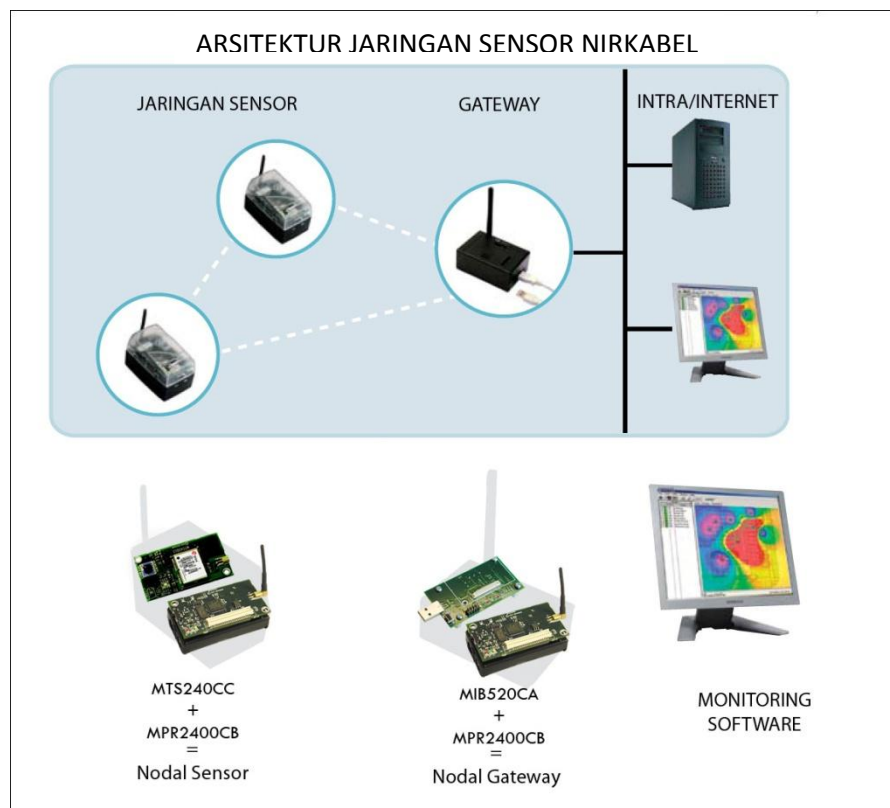 ARSITEKTUR JARINGAN SENSOR NIRKABEL
JARINGAN SENSOR
GATEWAY
INTRA/INTERNET
MTS240CC
+
MPR2400CB
=
Nodal Sensor
MIB520CA
+
MPR2400CB
=
Nodal Gateway
MONITORING
SOFTWARE